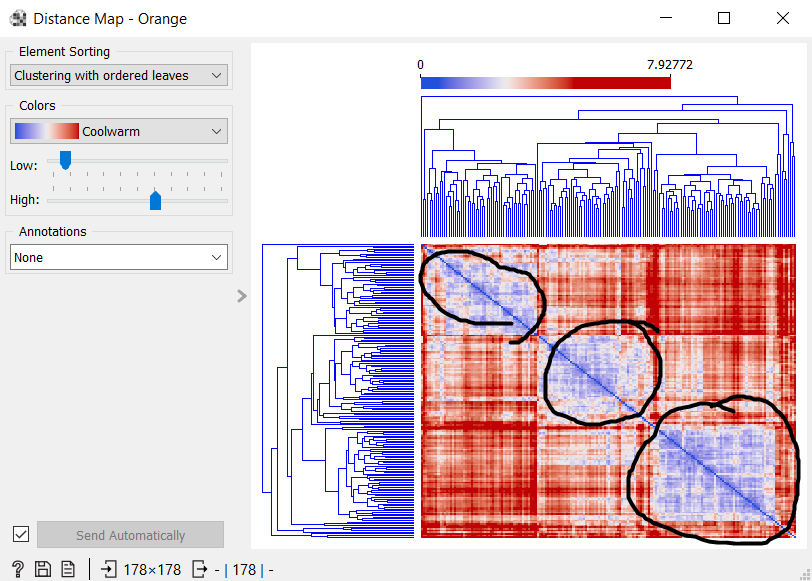 Distance Map - Orange
Element Sorting
Clustering with ordered leaves
Colors
Coolwarm
Low:
High:
Annotations
None
Send Automatically
? 178×178 - | 178 | -
0 7.92772